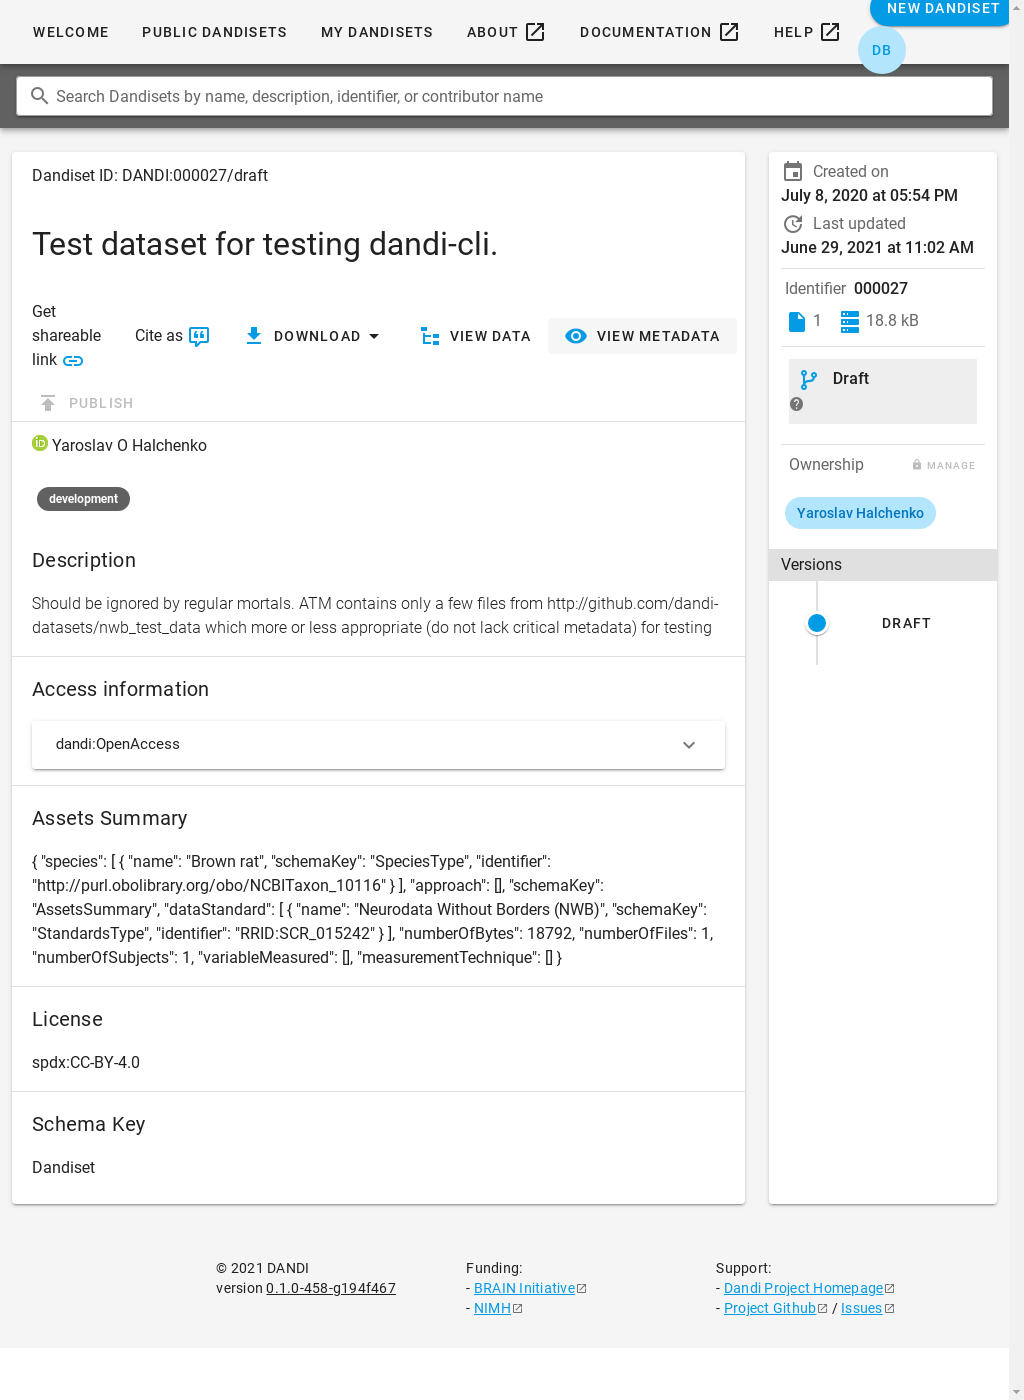 WELCOME PUBLIC DANDISETS MY DANDISETS ABOUT DOCUMENTATION HELP NEW DANDISET
DB
Search Dandisets by name, description, identifier, or contributor name
Dandiset ID: DANDI:000027/draft
Test dataset for testing dandi-cli.
Get
shareable
link
Cite as
DOWNLOAD
VIEW DATA
VIEW METADATA
PUBLISH
iD Yaroslav O Halchenko
development
Description
Should be ignored by regular mortals. ATM contains only a few files from http://github.com/dandi-
datasets/nwb_test_data which more or less appropriate (do not lack critical metadata) for testing
Access information
dandi:OpenAccess
Assets Summary
{ "species": [ { "name": "Brown rat", "schemaKey": "SpeciesType", "identifier":
"http://purl.obolibrary.org/obo/NCBITaxon_10116" } ], "approach": [], "schemaKey":
"AssetsSummary", "dataStandard": [ { "name": "Neurodata Without Borders (NWB)", "schemaKey":
"StandardsType", "identifier": "RRID:SCR_015242" } ], "numberOfBytes": 18792, "numberOfFiles": 1,
"numberOfSubjects": 1, "variableMeasured": [], "measurementTechnique": [] }
License
spdx:CC-BY-4.0
Schema Key
Dandiset
Created on
July 8, 2020 at 05:54 PM
Last updated
June 29, 2021 at 11:02 AM
Identifier 000027
1 18.8 kB
Draft
?
Ownership MANAGE
Yaroslav Halchenko
Versions
DRAFT
© 2021 DANDI
version 0.1.0-458-g194f467
Funding:
- BRAIN Initiative
- NIMH
Support:
- Dandi Project Homepage
- Project Github / Issues